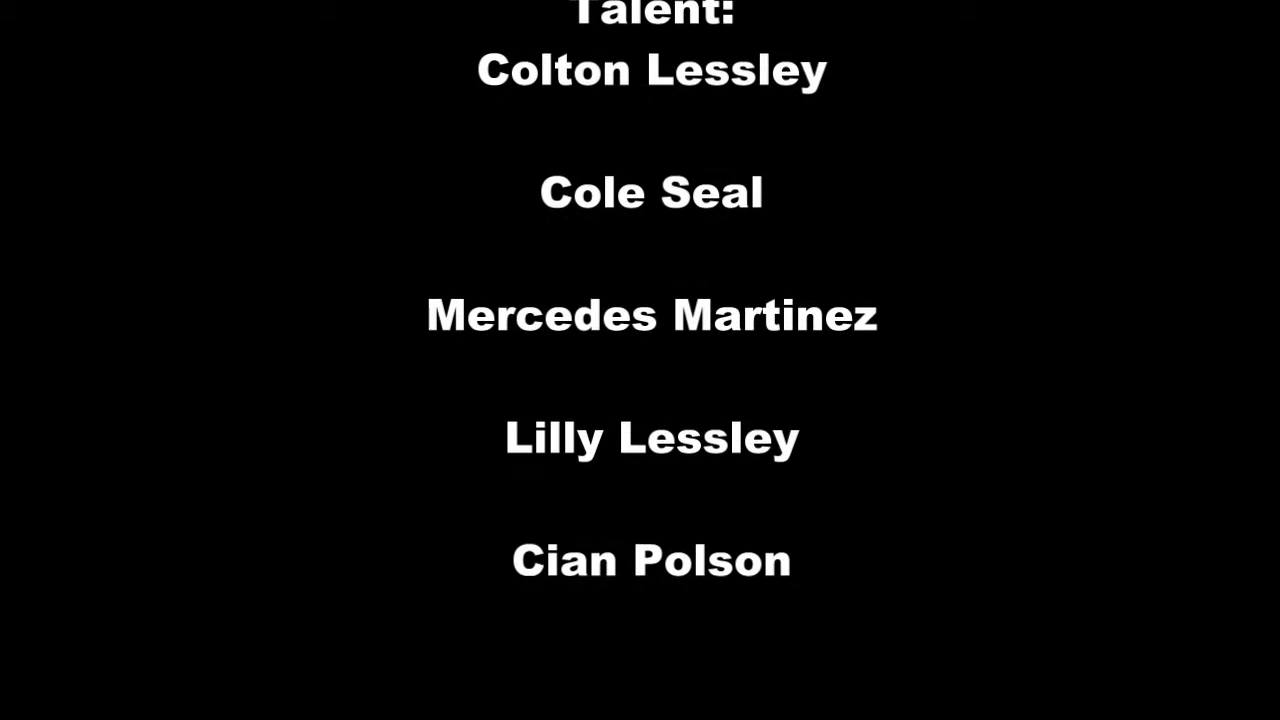 Talent:
Colton Lessley
Cole Seal
Mercedes Martinez
Lilly Lessley
Cian Polson